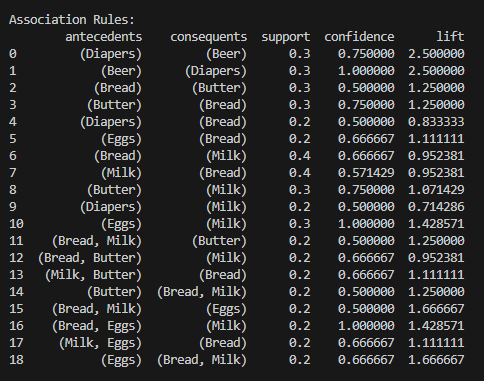 Association Rules:
antecedents consequents support confidence lift
0 (Diapers) (Beer) 0.3 0.750000 2.500000
1 (Beer) (Diapers) 0.3 1.000000 2.500000
2 (Bread) (Butter) 0.3 0.500000 1.250000
3 (Butter) (Bread) 0.3 0.750000 1.250000
4 (Diapers) (Bread) 0.2 0.500000 0.833333
5 (Eggs) (Bread) 0.2 0.666667 1.111111
6 (Bread) (Milk) 0.4 0.666667 0.952381
7 (Milk) (Bread) 0.4 0.571429 0.952381
8 (Butter) (Milk) 0.3 0.750000 1.071429
9 (Diapers) (Milk) 0.2 0.500000 0.714286
10 (Eggs) (Milk) 0.3 1.000000 1.428571
11 (Bread, Milk) (Butter) 0.2 0.500000 1.250000
12 (Bread, Butter) (Milk) 0.2 0.666667 0.952381
13 (Milk, Butter) (Bread) 0.2 0.666667 1.111111
14 (Butter) (Bread, Milk) 0.2 0.500000 1.250000
15 (Bread, Milk) (Eggs) 0.2 0.500000 1.666667
16 (Bread, Eggs) (Milk) 0.2 1.000000 1.428571
17 (Milk, Eggs) (Bread) 0.2 0.666667 1.111111
18 (Eggs) (Bread, Milk) 0.2 0.666667 1.666667